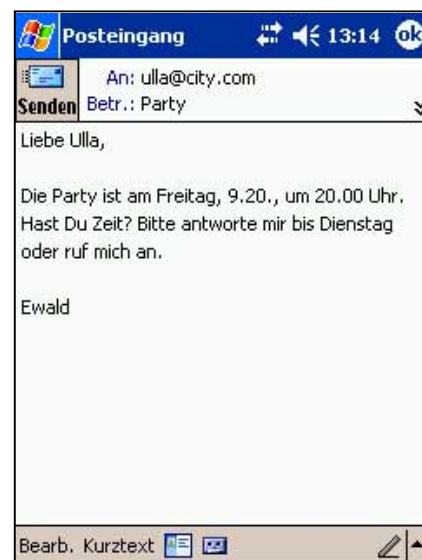 Posteingang 13:14 ok
An: ulla@city.com
Senden Betr.: Party
Liebe Ulla,
Die Party ist am Freitag, 9.20., um 20.00 Uhr.
Hast Du Zeit? Bitte antworte mir bis Dienstag
oder ruf mich an.
Ewald
Bearb. Kurztext